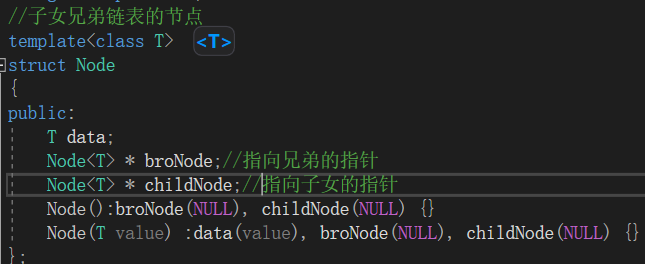 //子女兄弟链表的节点
template<class T> <T>
struct Node
{
public:
T data;
Node<T> * broNode;//指向兄弟的指针
Node<T> * childNode;//指向子女的指针
Node():broNode(NULL), childNode(NULL) {}
Node(T value) :data(value), broNode(NULL), childNode(NULL) {}
};